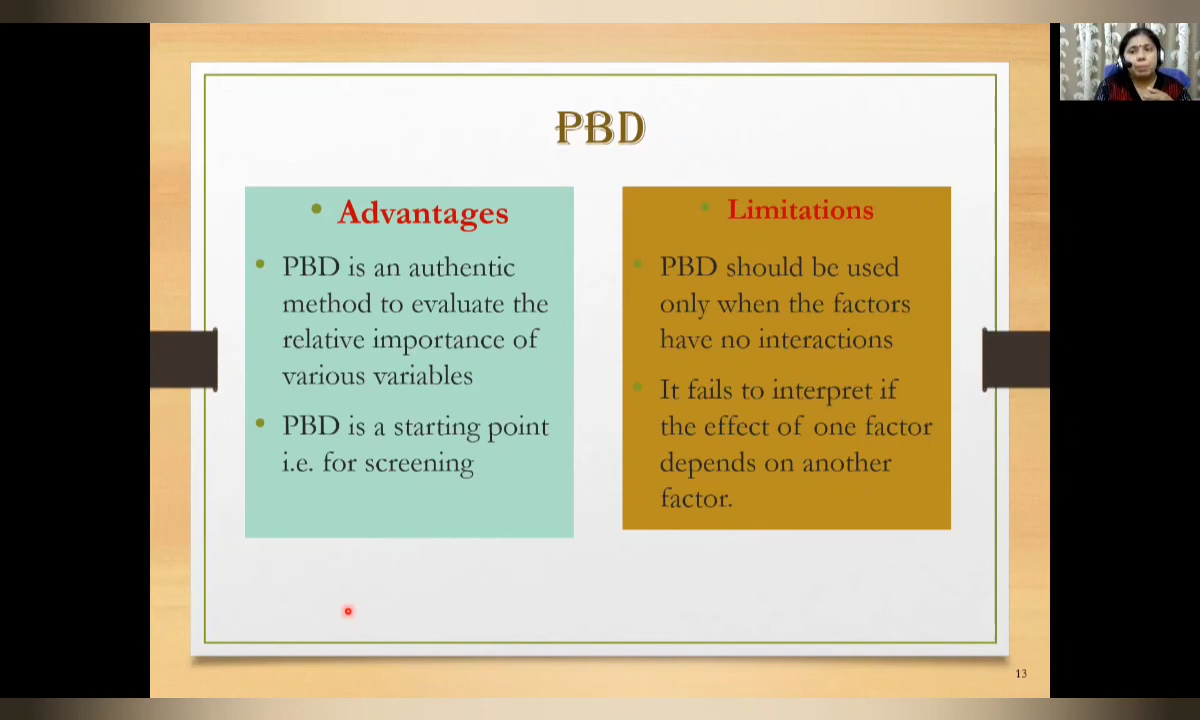 PBD
• Advantages
• PBD is an authentic
method to evaluate the
relative importance of
various variables
• PBD is a starting point
i.e. for screening
• Limitations
• PBD should be used
only when the factors
have no interactions
• It fails to interpret if
the effect of one factor
depends on another
factor.
13